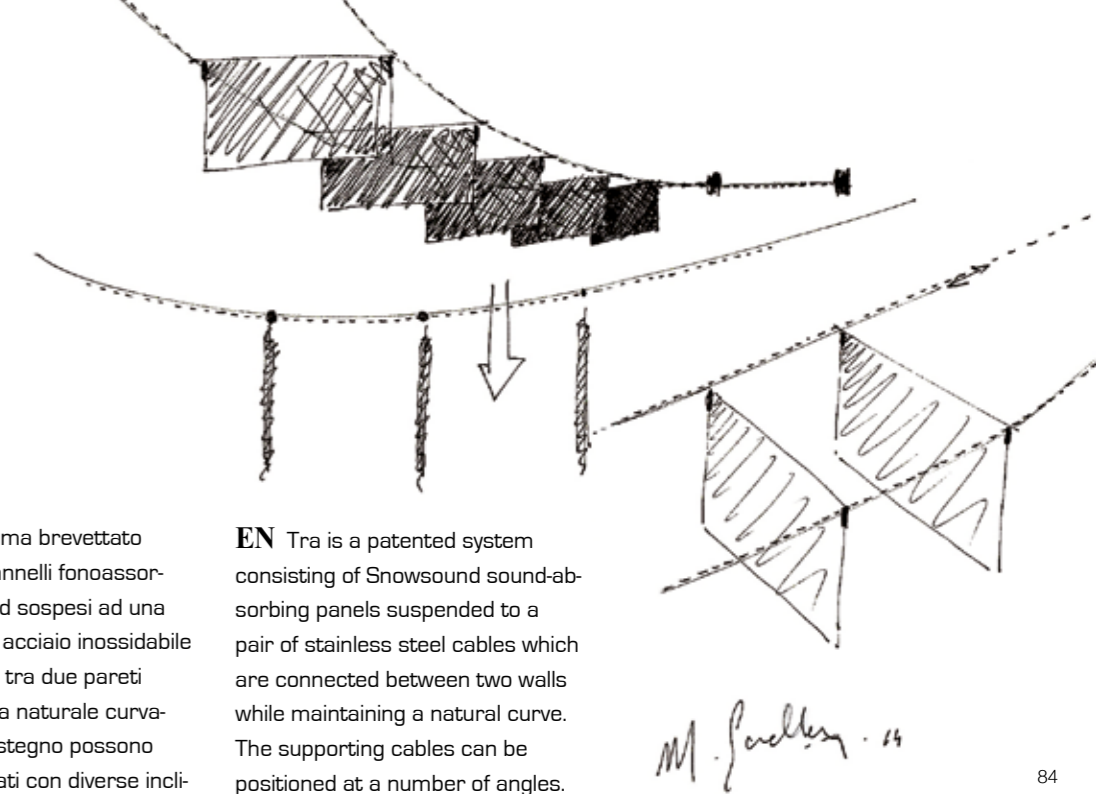 ma brevettato
nnelli fonoassor-
d sospesi ad una
acciaio inossidabile
tra due pareti
a naturale curva-
stegno possono
ati con diverse incli-
EN Tra is a patented system
consisting of Snowsound sound-ab-
sorbing panels suspended to a
pair of stainless steel cables which
are connected between two walls
while maintaining a natural curve.
The supporting cables can be
positioned at a number of angles.
M.
84